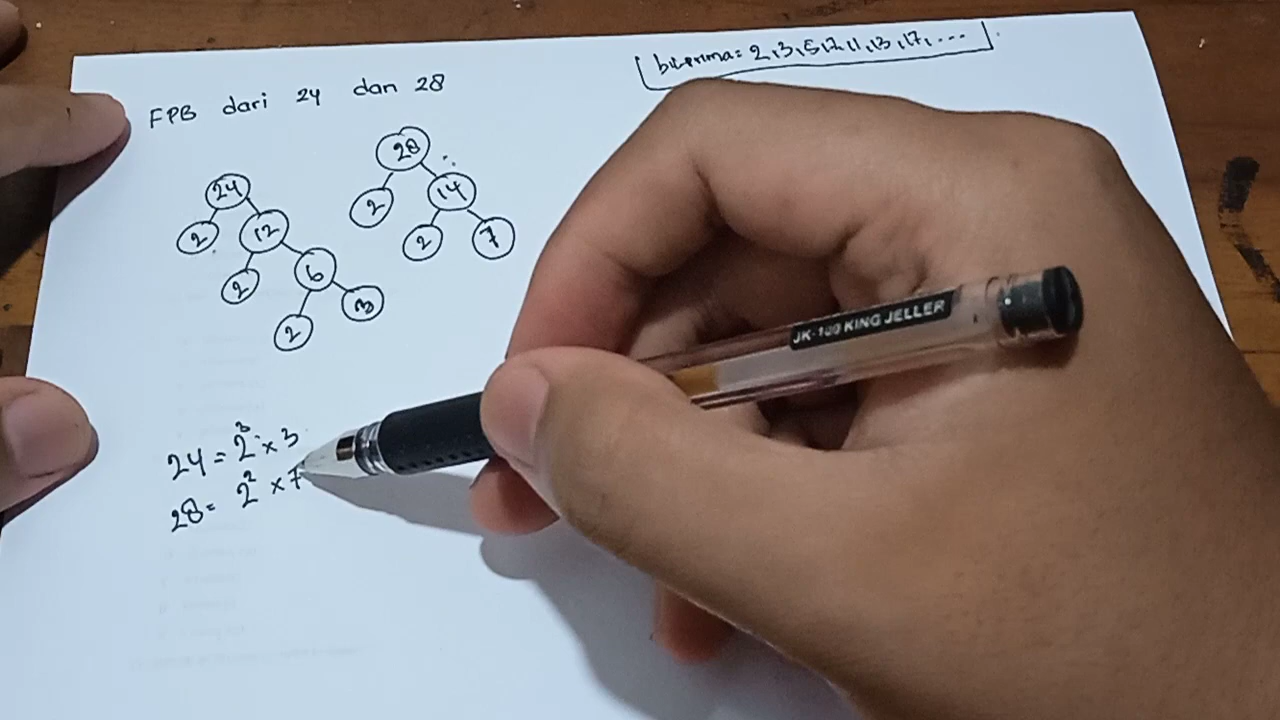 bil.prima = 2,3,5,7,11,13,17,...
FPB dari 24 dan 28
28
24
2
14
2
12
2
7
2
6
2
3
24 = 2³ x 3
28 = 2² x 7
JK-100 KING JELLER